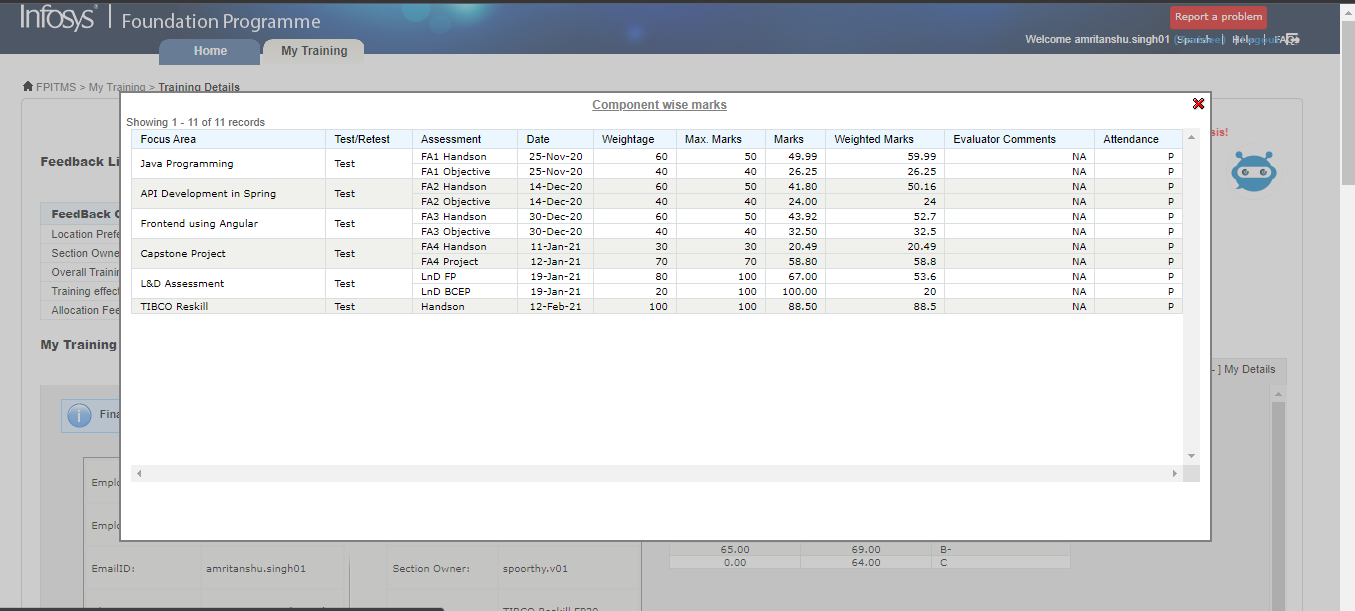 Infosys® | Foundation Programme
Report a problem
Welcome amritanshu.singh01
Spanish | Help | FAQs
Home
My Training
FPITMS > My Training > Training Details
Component wise marks
Showing 1 - 11 of 11 records
Focus Area Test/Retest Assessment Date Weightage Max. Marks Marks Weighted Marks Evaluator Comments Attendance
Java Programming Test FA1 Handson 25-Nov-20 60 50 49.99 59.99 NA P
FA1 Objective 25-Nov-20 40 40 26.25 26.25 NA P
API Development in Spring Test FA2 Handson 14-Dec-20 60 50 41.80 50.16 NA P
FA2 Objective 14-Dec-20 40 40 24.00 24 NA P
Frontend using Angular Test FA3 Handson 30-Dec-20 60 50 43.92 52.7 NA P
FA3 Objective 30-Dec-20 40 40 32.50 32.5 NA P
Capstone Project Test FA4 Handson 11-Jan-21 30 30 20.49 20.49 NA P
FA4 Project 12-Jan-21 70 70 58.80 58.8 NA P
L&D Assessment Test LnD FP 19-Jan-21 80 100 67.00 53.6 NA P
LnD BCEP 19-Jan-21 20 100 100.00 20 NA P
TIBCO Reskill Test Handson 12-Feb-21 100 100 88.50 88.5 NA P
sis!
Feedback Li
FeedBack
Location Prefe
Section Owne
Overall Trainin
Training effect
Allocation Fee
My Training
- ] My Details
Fina
Emplo
Emplo
65.00 69.00 B-
0.00 64.00 C
EmailID: amritanshu.singh01 Section Owner: spoorthy.v01